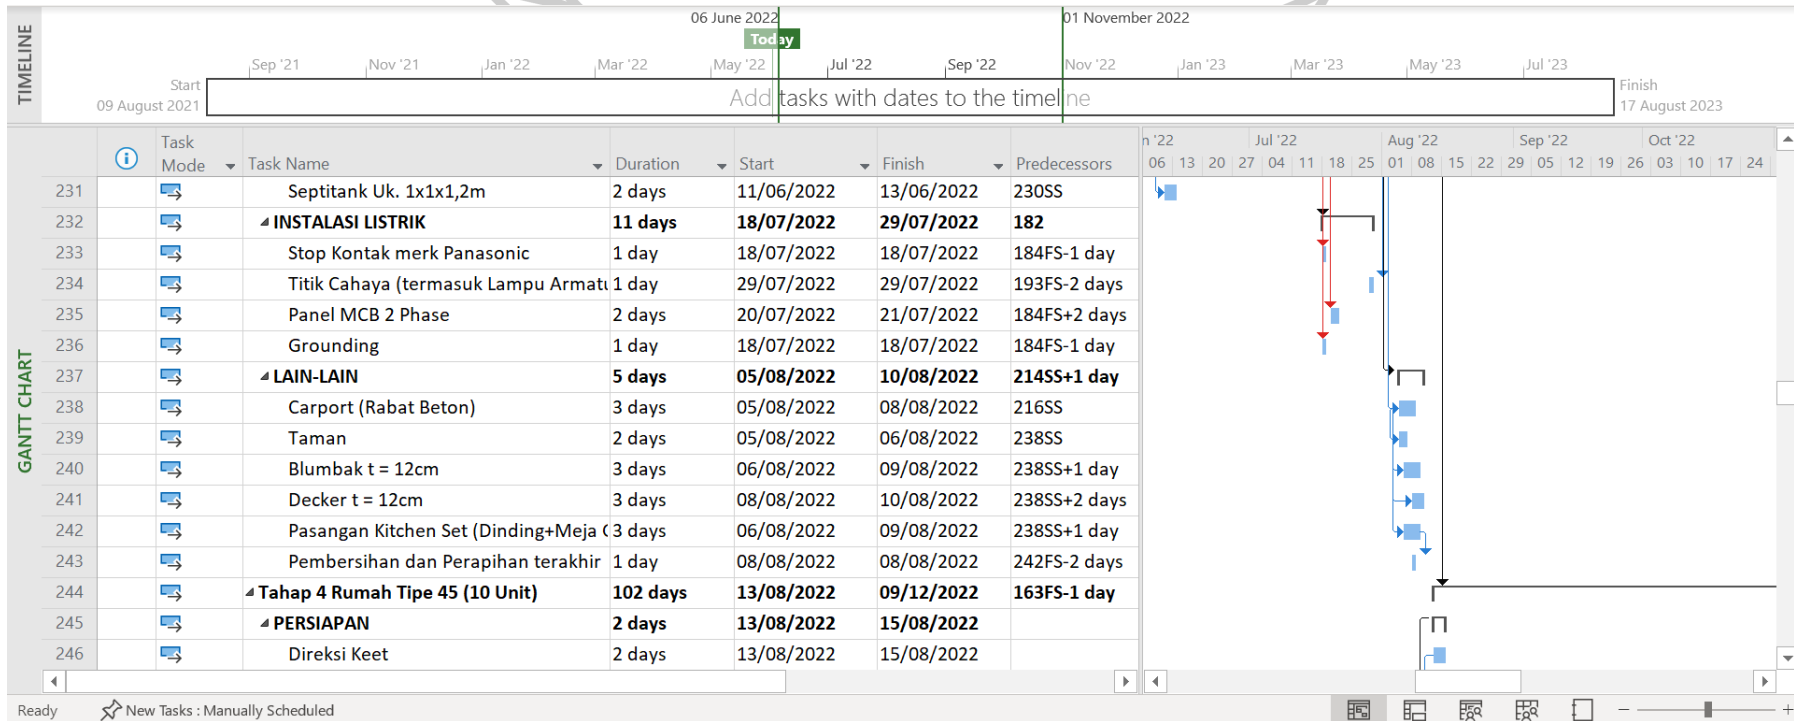 TIMELINE
06 June 2022
01 November 2022
Today
Sep '21 Nov '21 Jan '22 Mar '22 May '22 Jul '22 Sep '22 Nov '22 Jan '23 Mar '23 May '23 Jul '23
Start
09 August 2021
Add tasks with dates to the timeline
Finish
17 August 2023
GANTT CHART
Task Mode Task Name Duration Start Finish Predecessors
n '22 Jul '22 Aug '22 Sep '22 Oct '22
06 13 20 27 04 11 18 25 01 08 15 22 29 05 12 19 26 03 10 17 24
231 Septitank Uk. 1x1x1,2m 2 days 11/06/2022 13/06/2022 230SS
232 INSTALASI LISTRIK 11 days 18/07/2022 29/07/2022 182
233 Stop Kontak merk Panasonic 1 day 18/07/2022 18/07/2022 184FS-1 day
234 Titik Cahaya (termasuk Lampu Armatu 1 day 29/07/2022 29/07/2022 193FS-2 days
235 Panel MCB 2 Phase 2 days 20/07/2022 21/07/2022 184FS+2 days
236 Grounding 1 day 18/07/2022 18/07/2022 184FS-1 day
237 LAIN-LAIN 5 days 05/08/2022 10/08/2022 214SS+1 day
238 Carport (Rabat Beton) 3 days 05/08/2022 08/08/2022 216SS
239 Taman 2 days 05/08/2022 06/08/2022 238SS
240 Blumbak t = 12cm 3 days 06/08/2022 09/08/2022 238SS+1 day
241 Decker t = 12cm 3 days 08/08/2022 10/08/2022 238SS+2 days
242 Pasangan Kitchen Set (Dinding+Meja 3 days 06/08/2022 09/08/2022 238SS+1 day
243 Pembersihan dan Perapihan terakhir 1 day 08/08/2022 08/08/2022 242FS-2 days
244 Tahap 4 Rumah Tipe 45 (10 Unit) 102 days 13/08/2022 09/12/2022 163FS-1 day
245 PERSIAPAN 2 days 13/08/2022 15/08/2022
246 Direksi Keet 2 days 13/08/2022 15/08/2022
Ready New Tasks : Manually Scheduled